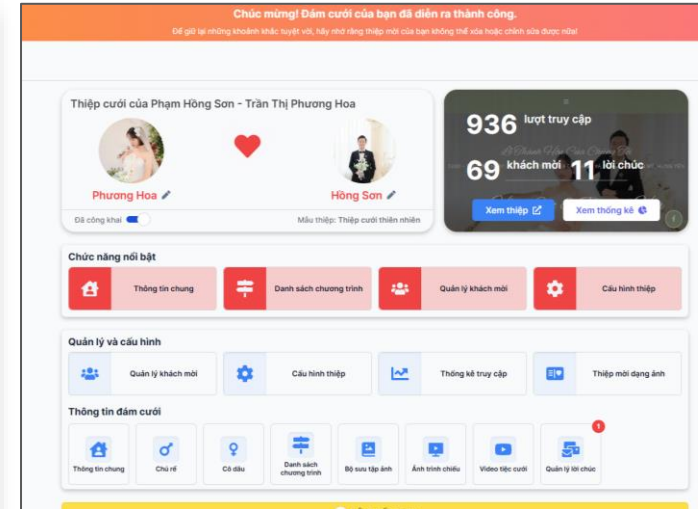 Chúc mừng! Đám cưới của bạn đã diễn ra thành công.
Để giữ lại những khoảnh khắc tuyệt vời, hãy nhớ rằng thiệp mời của bạn không thể xóa hoặc chỉnh sửa được nữa!
Thiệp cưới của Phạm Hồng Sơn - Trần Thị Phương Hoa
Phương Hoa
Hồng Sơn
Đã công khai
Mẫu thiệp: Thiệp cưới thiên nhiên
936 lượt truy cập
69 khách mời 11 lời chúc
Xem thiệp
Xem thống kê
Chức năng nổi bật
Thông tin chung
Danh sách chương trình
Quản lý khách mời
Cấu hình thiệp
Quản lý và cấu hình
Quản lý khách mời
Cấu hình thiệp
Thống kê truy cập
Thiệp mời dạng ảnh
Thông tin đám cưới
Thông tin chung
Chú rể
Cô dâu
Danh sách
chương trình
Bộ sưu tập ảnh
Ảnh trình chiếu
Video tiệc cưới
1
Quản lý lời chúc